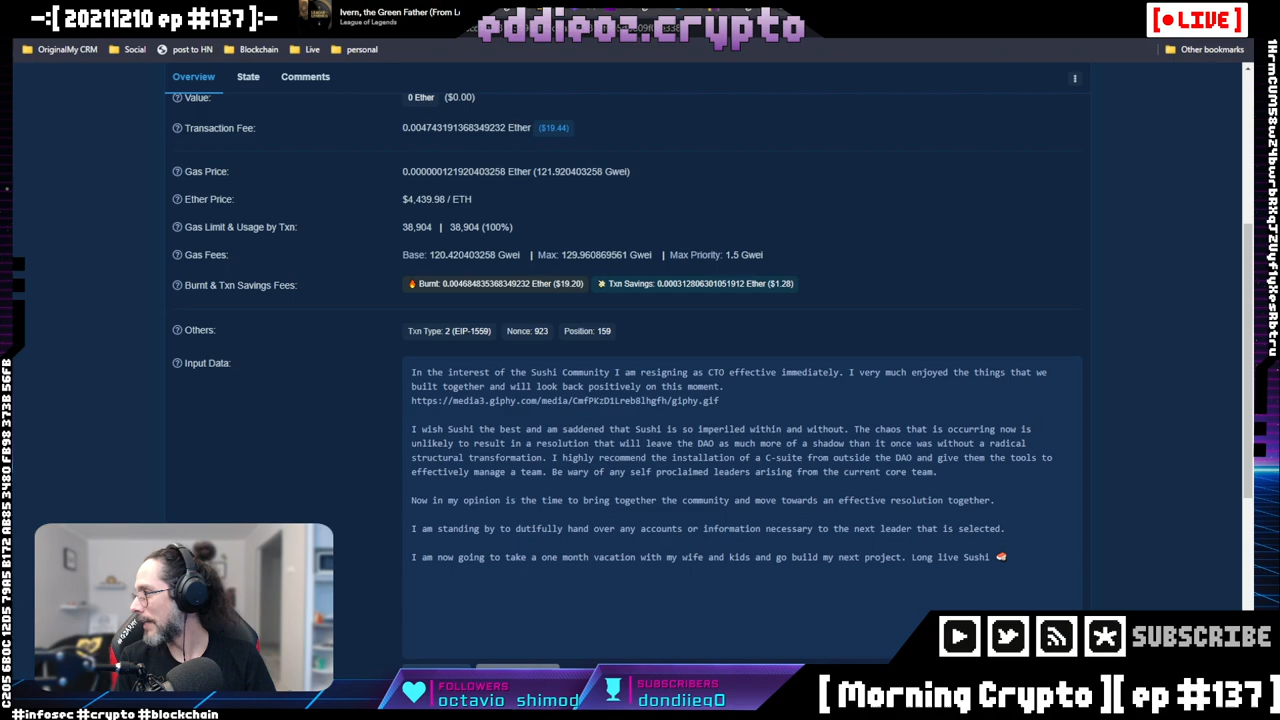 -:[ 20211210 ep #137 ]:-
Ivern, the Green Father (From L
League of Legends
eddieoz.crypto
[ LIVE ]
OriginalMy CRM
Social
post to HN
Blockchain
Live
personal
Other bookmarks
Overview
State
Comments
Value:
0 Ether ($0.00)
Transaction Fee:
0.004743191368349232 Ether ($19.44)
Gas Price:
0.000000121920403258 Ether (121.920403258 Gwei)
Ether Price:
$4,439.98 / ETH
Gas Limit & Usage by Txn:
38,904 | 38,904 (100%)
Gas Fees:
Base: 120.420403258 Gwei | Max: 129.960869561 Gwei | Max Priority: 1.5 Gwei
Burnt & Txn Savings Fees:
Burnt: 0.004684835368349232 Ether ($19.20)
Txn Savings: 0.000312806301051912 Ether ($1.28)
Others:
Txn Type: 2 (EIP-1559)
Nonce: 923
Position: 159
Input Data:
In the interest of the Sushi Community I am resigning as CTO effective immediately. I very much enjoyed the things that we
built together and will look back positively on this moment.
https://media3.giphy.com/media/CmfPKzD1Lreb8lhgfh/giphy.gif
I wish Sushi the best and am saddened that Sushi is so imperiled within and without. The chaos that is occurring now is
unlikely to result in a resolution that will leave the DAO as much more of a shadow than it once was without a radical
structural transformation. I highly recommend the installation of a C-suite from outside the DAO and give them the tools to
effectively manage a team. Be wary of any self proclaimed leaders arising from the current core team.
Now in my opinion is the time to bring together the community and move towards an effective resolution together.
I am standing by to dutifully hand over any accounts or information necessary to the next leader that is selected.
I am now going to take a one month vacation with my wife and kids and go build my next project. Long live Sushi 🍣
C205 6B0C 12D5 79A5 B172 AB85 3480 FB98 373B 56FB
SUBSCRIBE
FOLLOWERS
octavio_shimod
SUBSCRIBERS
dondiieg0
[ Morning Crypto ][ ep #137 ]
#infosec #crypto #blockchain